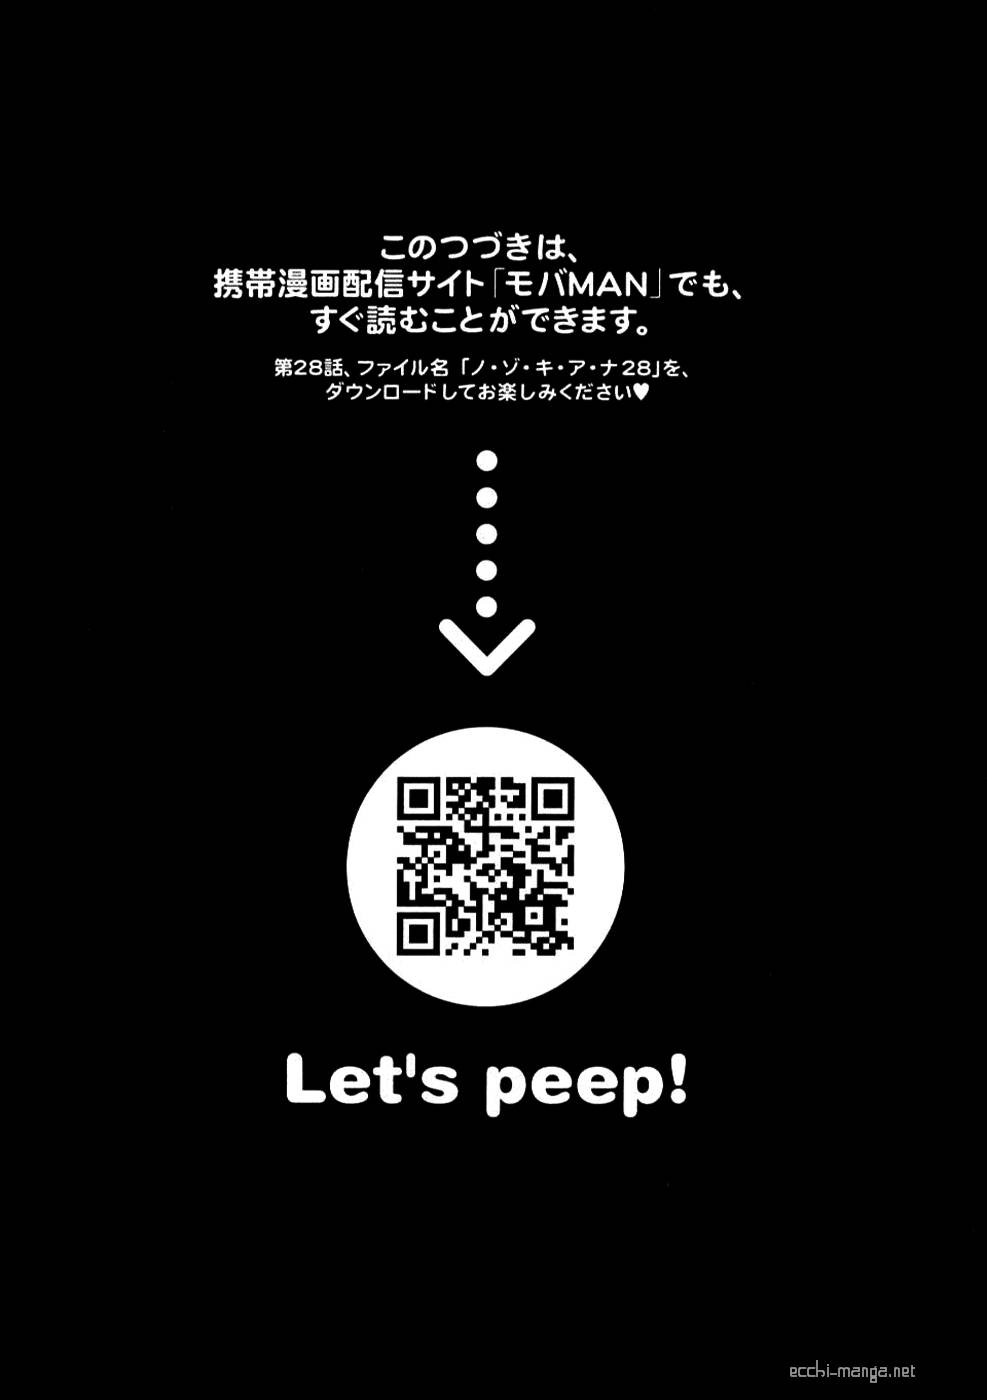 このつづきは、
携帯漫画配信サイト「モバMAN」でも、
すぐ読むことができます。
第28話、ファイル名「ノ・ゾ・キ・ア・ナ28」を、
ダウンロードしてお楽しみください♥
Let's peep!
ecchi-manga.net